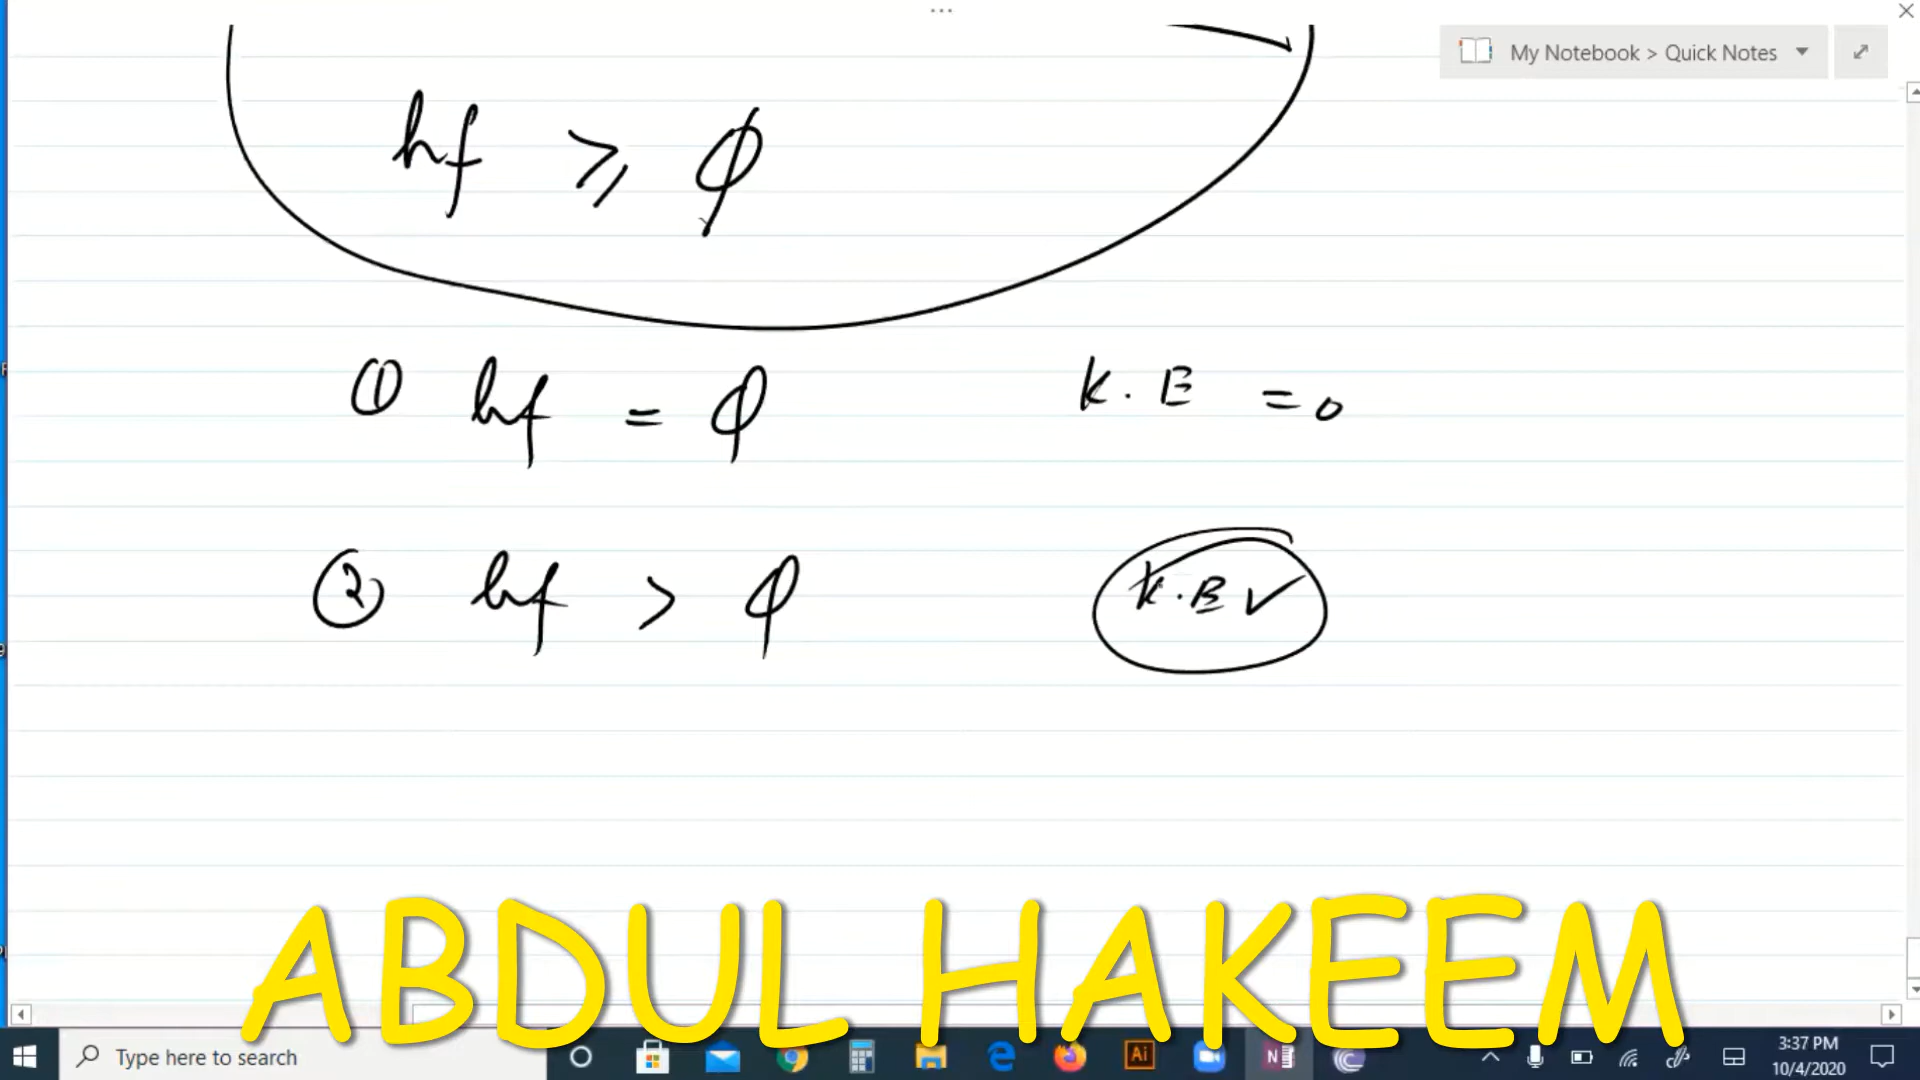 ...
My Notebook > Quick Notes
hf ⩾ φ
① hf = φ K.E = 0
② hf > φ K.E ✓
ABDUL HAKEEM
Type here to search
Ai
N
3:37 PM
10/4/2020